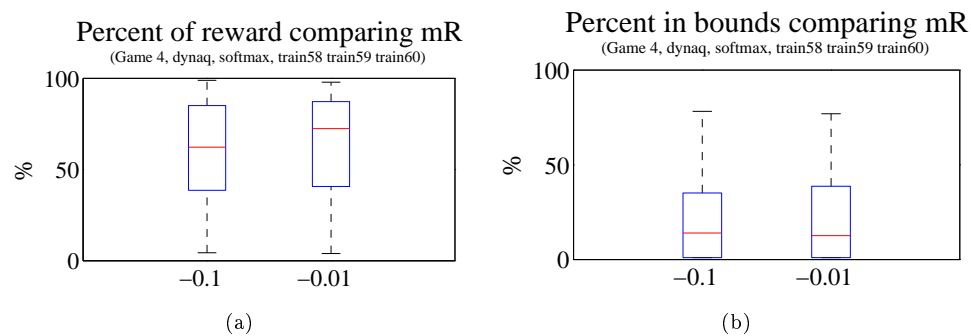 Percent of reward comparing mR
(Game 4, dynaq, softmax, train58 train59 train60)
100
50
0
%
−0.1
−0.01
(a)
Percent in bounds comparing mR
(Game 4, dynaq, softmax, train58 train59 train60)
100
50
0
%
−0.1
−0.01
(b)